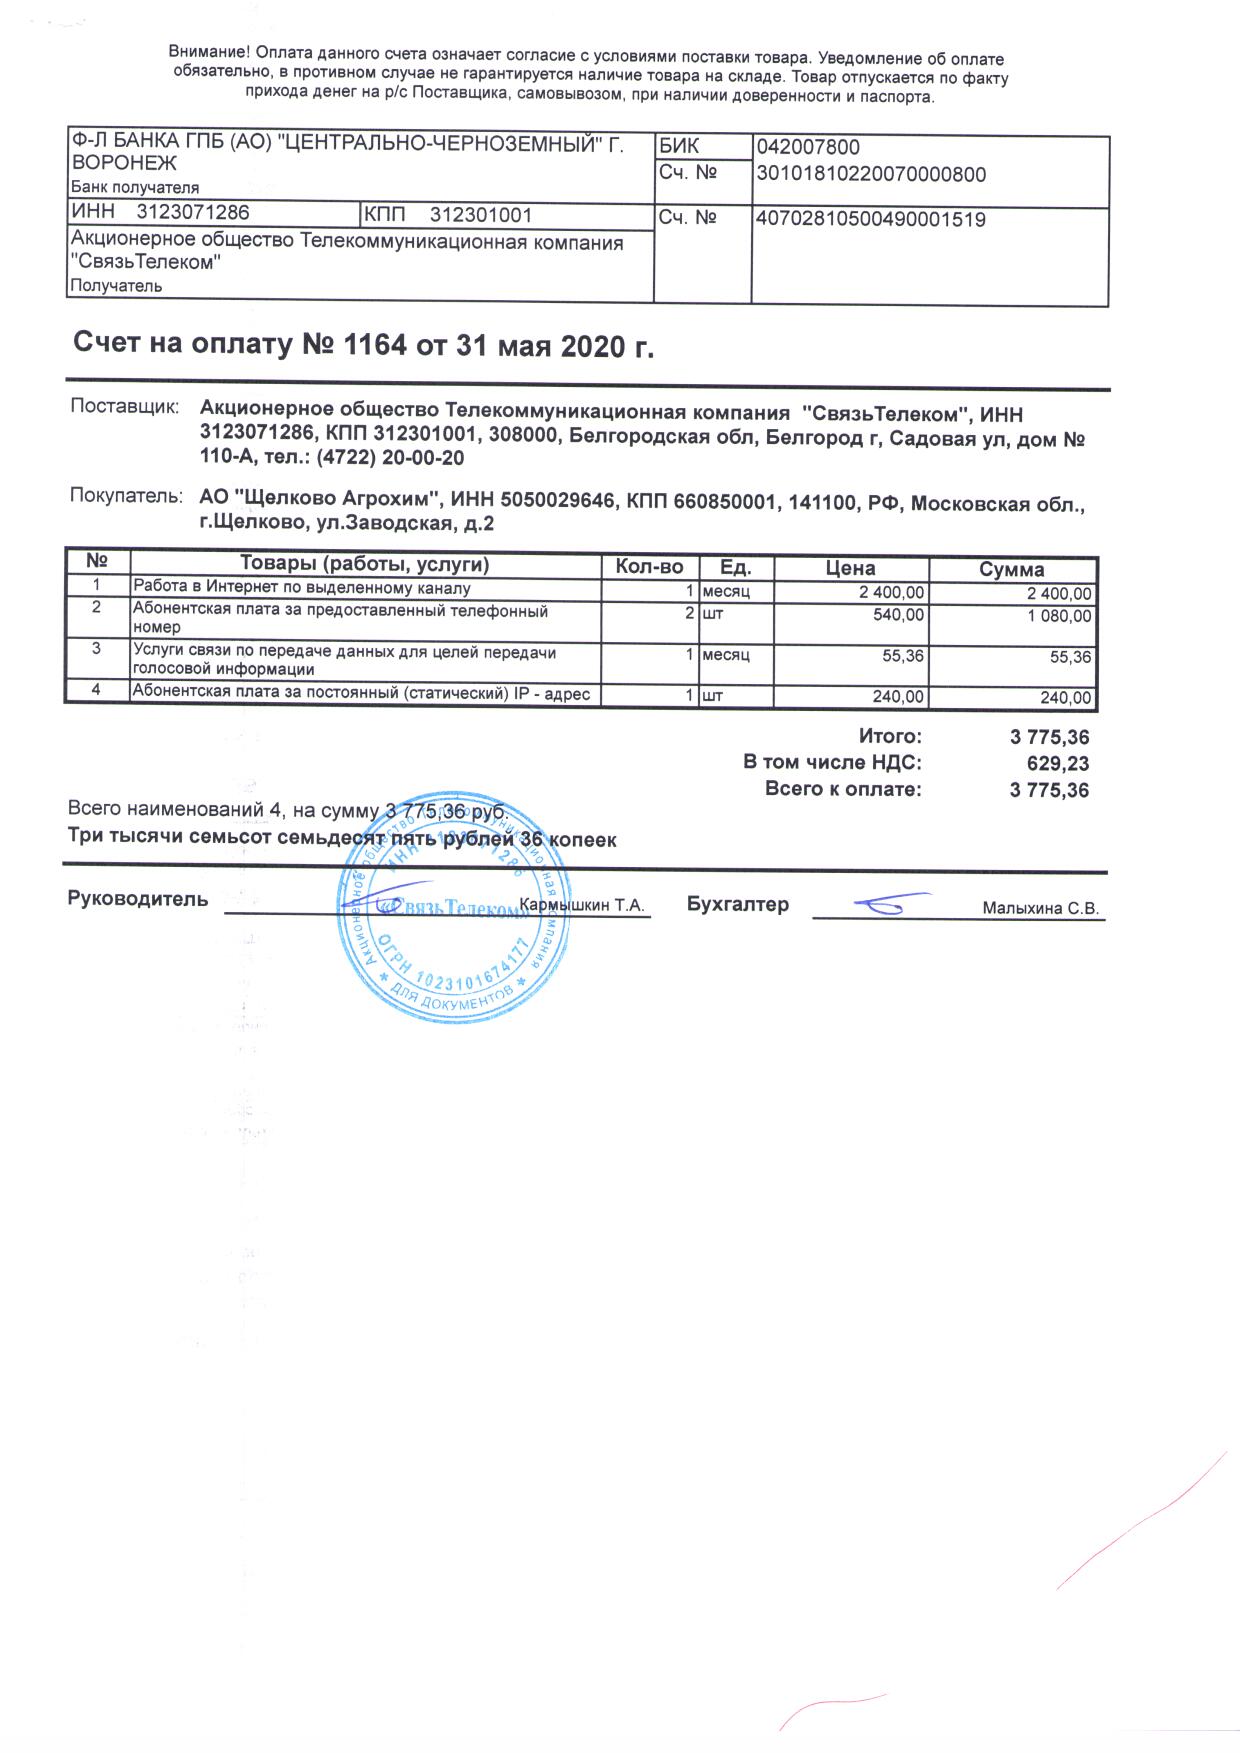 Внимание! Оплата данного счета означает согласие с условиями поставки товара. Уведомление об оплате
обязательно, в противном случае не гарантируется наличие товара на складе. Товар отпускается по факту
прихода денег на р/с Поставщика, самовывозом, при наличии доверенности и паспорта.
Ф-Л БАНКА ГПБ (АО) "ЦЕНТРАЛЬНО-ЧЕРНОЗЕМНЫЙ" Г.
ВОРОНЕЖ
Банк получателя
БИК 042007800
Сч. № 30101810220070000800
ИНН 3123071286 КПП 312301001
Сч. № 40702810500490001519
Акционерное общество Телекоммуникационная компания
"СвязьТелеком"
Получатель
Счет на оплату № 1164 от 31 мая 2020 г.
Поставщик: Акционерное общество Телекоммуникационная компания "СвязьТелеком", ИНН
3123071286, КПП 312301001, 308000, Белгородская обл, Белгород г, Садовая ул, дом №
110-А, тел.: (4722) 20-00-20
Покупатель: АО "Щелково Агрохим", ИНН 5050029646, КПП 660850001, 141100, РФ, Московская обл.,
г.Щелково, ул.Заводская, д.2
№ Товары (работы, услуги) Кол-во Ед. Цена Сумма
1 Работа в Интернет по выделенному каналу 1 месяц 2 400,00 2 400,00
2 Абонентская плата за предоставленный телефонный 2 шт 540,00 1 080,00
номер
3 Услуги связи по передаче данных для целей передачи 1 месяц 55,36 55,36
голосовой информации
4 Абонентская плата за постоянный (статический) IP - адрес 1 шт 240,00 240,00
Итого: 3 775,36
В том числе НДС: 629,23
Всего к оплате: 3 775,36
Всего наименований 4, на сумму 3 775,36 руб.
Три тысячи семьсот семьдесят пять рублей 36 копеек
Руководитель Кармышкин Т.А. Бухгалтер Малыхина С.В.
Акционерное общество Телекоммуникационная компания
ИНН 3123071286
«СвязьТелеком»
ОГРН 1023101674177
* ДЛЯ ДОКУМЕНТОВ *